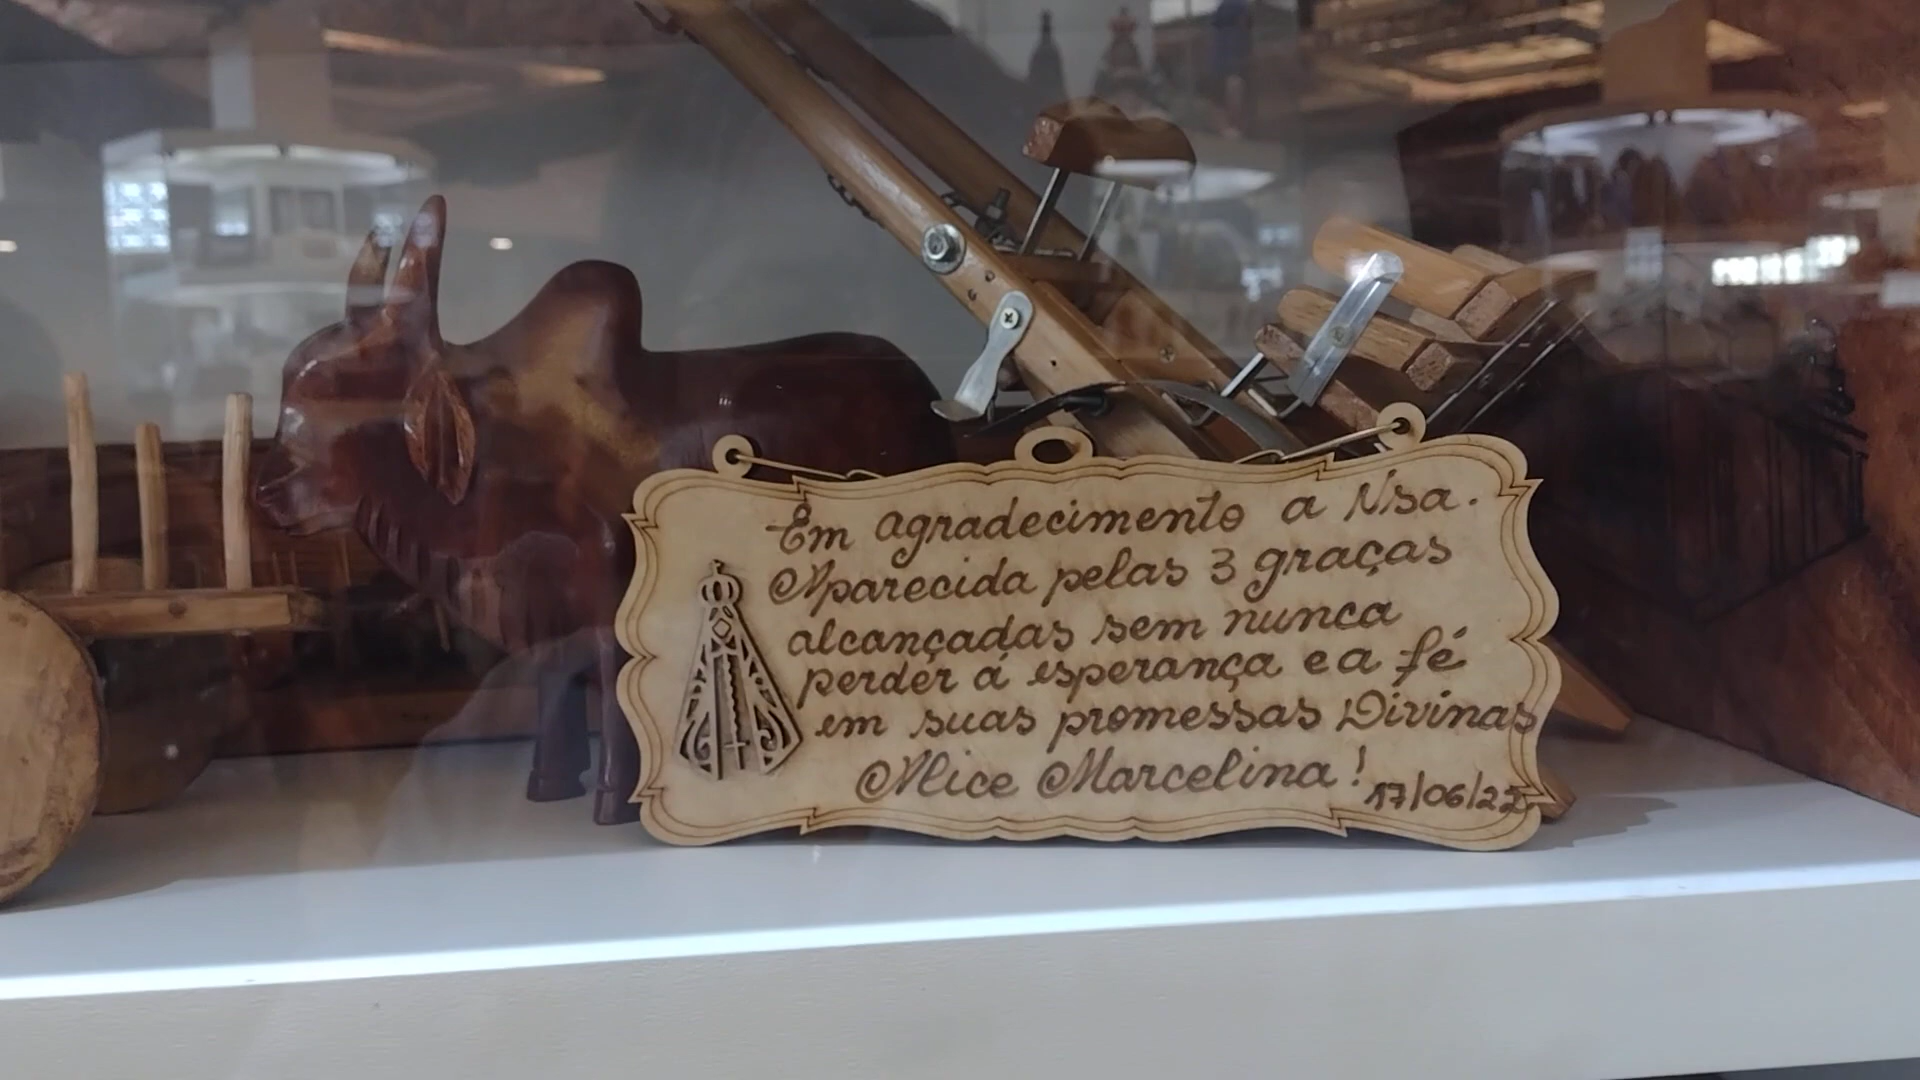 Em agradecimento a Nsa.
Aparecida pelas 3 graças
alcançadas sem nunca
perder a esperança e a fé
em suas promessas Divinas
Alice Marcelina!
17/06/22